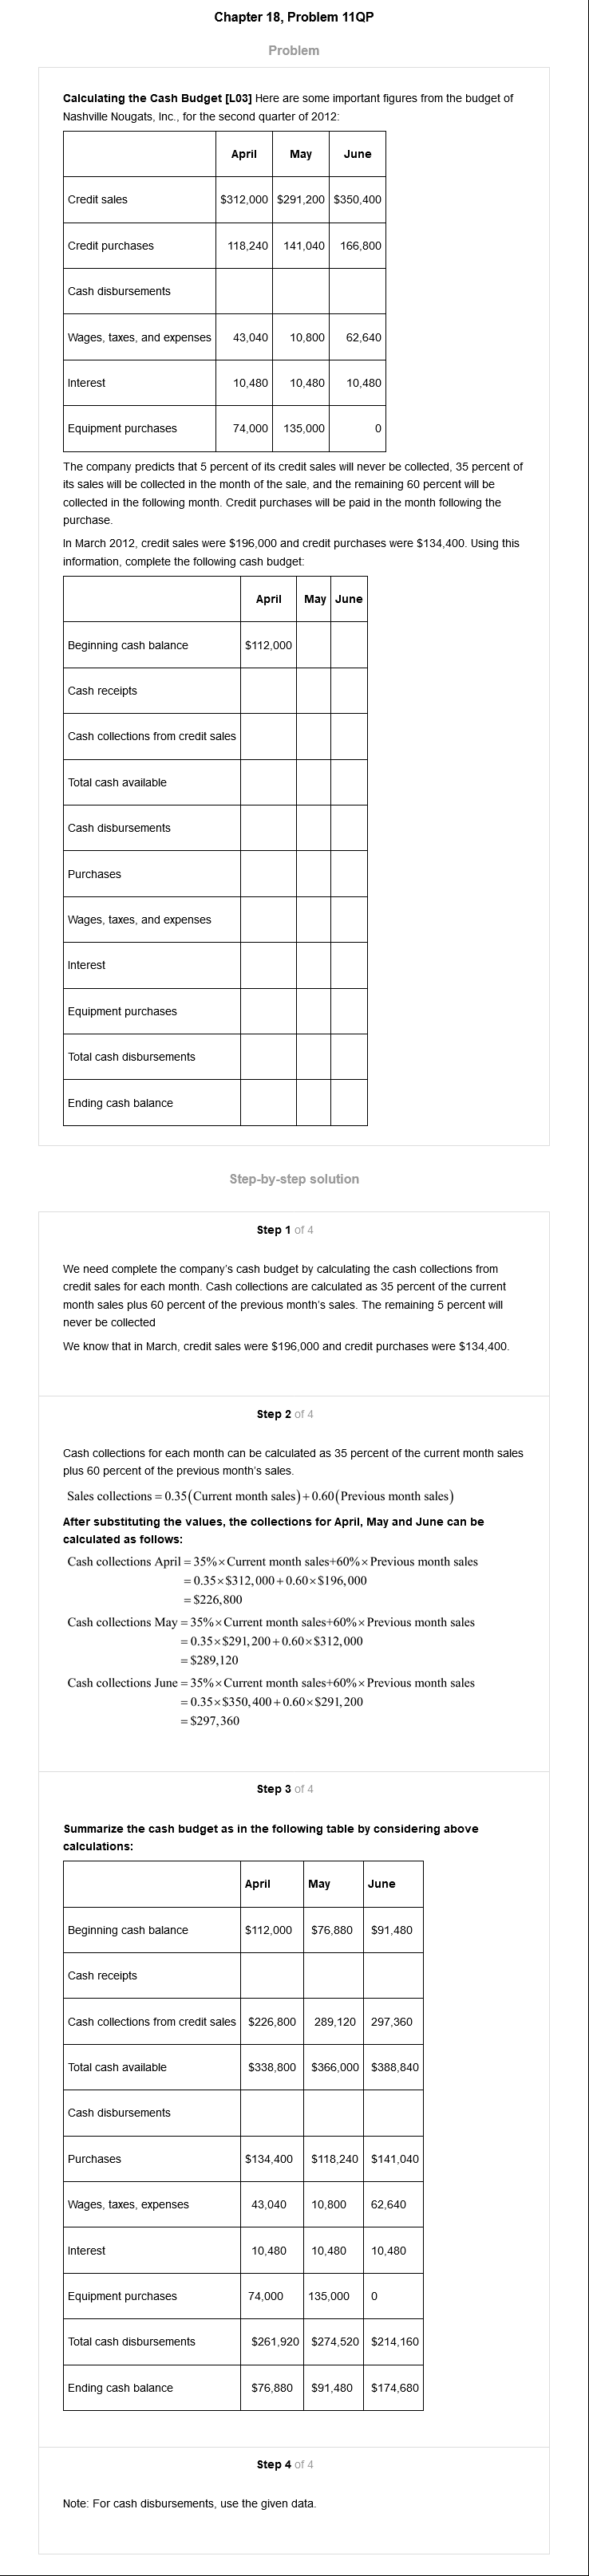 Chapter 18, Problem 11QP
Problem
Calculating the Cash Budget [L03] Here are some important figures from the budget of
Nashville Nougats, Inc., for the second quarter of 2012:
April May June
Credit sales $312,000 $291,200 $350,400
Credit purchases 118,240 141,040 166,800
Cash disbursements
Wages, taxes, and expenses 43,040 10,800 62,640
Interest 10,480 10,480 10,480
Equipment purchases 74,000 135,000 0
The company predicts that 5 percent of its credit sales will never be collected, 35 percent of
its sales will be collected in the month of the sale, and the remaining 60 percent will be
collected in the following month. Credit purchases will be paid in the month following the
purchase.
In March 2012, credit sales were $196,000 and credit purchases were $134,400. Using this
information, complete the following cash budget:
April May June
Beginning cash balance $112,000
Cash receipts
Cash collections from credit sales
Total cash available
Cash disbursements
Purchases
Wages, taxes, and expenses
Interest
Equipment purchases
Total cash disbursements
Ending cash balance
Step-by-step solution
Step 1 of 4
We need complete the company's cash budget by calculating the cash collections from
credit sales for each month. Cash collections are calculated as 35 percent of the current
month sales plus 60 percent of the previous month's sales. The remaining 5 percent will
never be collected
We know that in March, credit sales were $196,000 and credit purchases were $134,400.
Step 2 of 4
Cash collections for each month can be calculated as 35 percent of the current month sales
plus 60 percent of the previous month's sales.
Sales collections = 0.35(Current month sales)+0.60(Previous month sales)
After substituting the values, the collections for April, May and June can be
calculated as follows:
Cash collections April = 35%×Current month sales+60%×Previous month sales
= 0.35×$312,000+0.60×$196,000
= $226,800
Cash collections May = 35%×Current month sales+60%×Previous month sales
= 0.35×$291,200+0.60×$312,000
= $289,120
Cash collections June = 35%×Current month sales+60%×Previous month sales
= 0.35×$350,400+0.60×$291,200
= $297,360
Step 3 of 4
Summarize the cash budget as in the following table by considering above
calculations:
April May June
Beginning cash balance $112,000 $76,880 $91,480
Cash receipts
Cash collections from credit sales $226,800 289,120 297,360
Total cash available $338,800 $366,000 $388,840
Cash disbursements
Purchases $134,400 $118,240 $141,040
Wages, taxes, expenses 43,040 10,800 62,640
Interest 10,480 10,480 10,480
Equipment purchases 74,000 135,000 0
Total cash disbursements $261,920 $274,520 $214,160
Ending cash balance $76,880 $91,480 $174,680
Step 4 of 4
Note: For cash disbursements, use the given data.